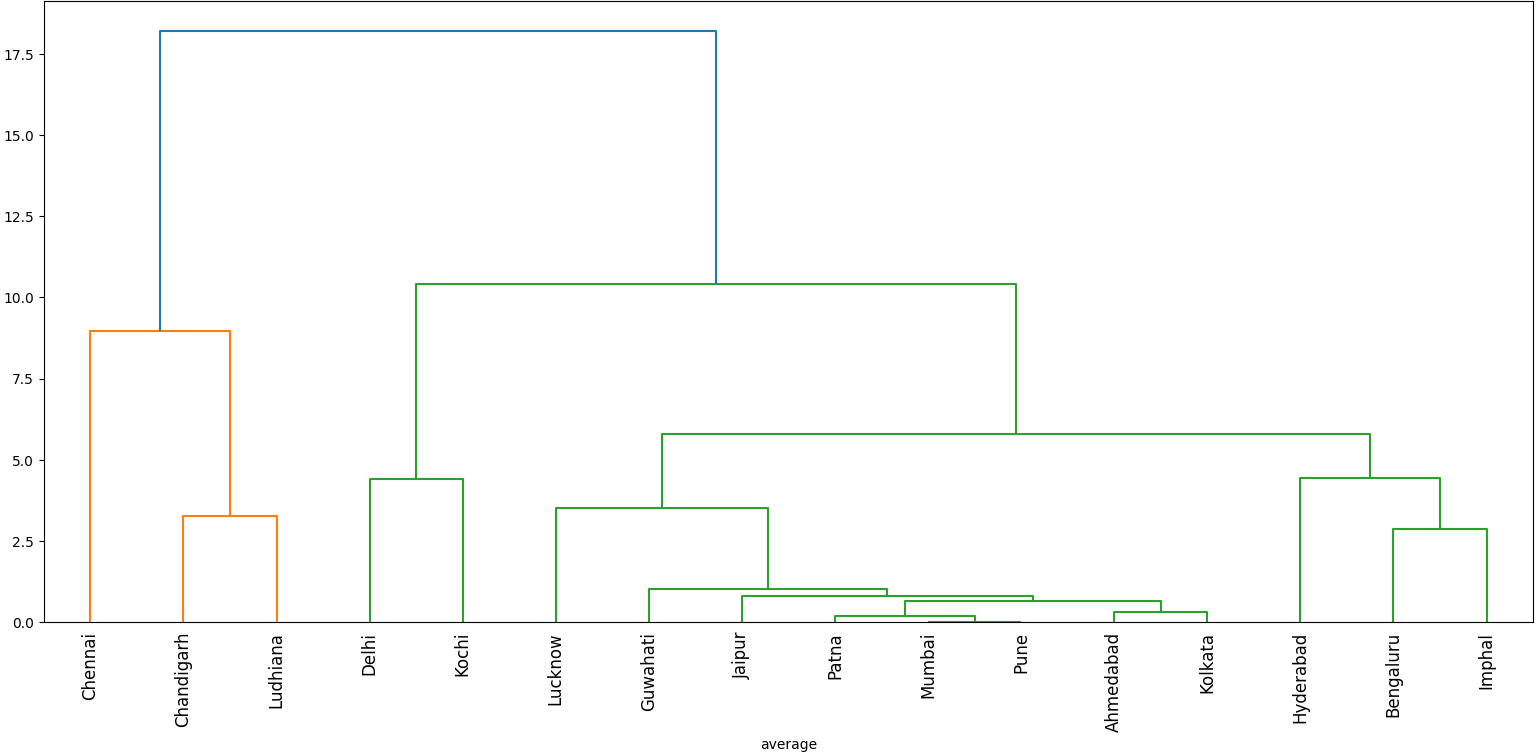 17.5
15.0
12.5
10.0
7.5
5.0
2.5
0.0
Chennai
Chandigarh
Ludhiana
Delhi
Kochi
Lucknow
Guwahati
Jaipur
Patna
Mumbai
Pune
Ahmedabad
Kolkata
Hyderabad
Bengaluru
Imphal
average